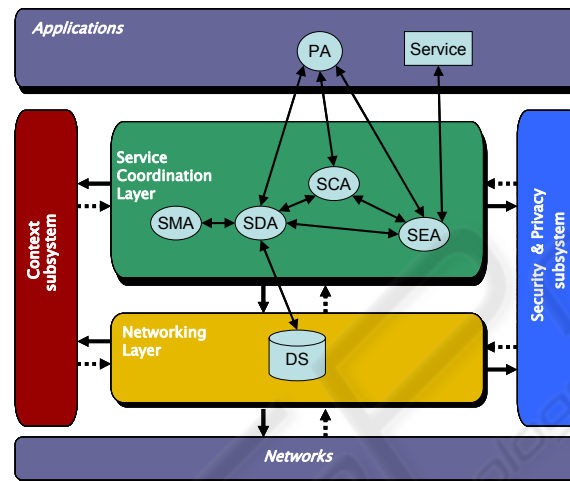 Applications
PA
Service
Service
Coordination
Layer
SCA
SMA
SDA
SEA
Context
subsystem
Security & Privacy
subsystem
Networking
Layer
DS
Networks